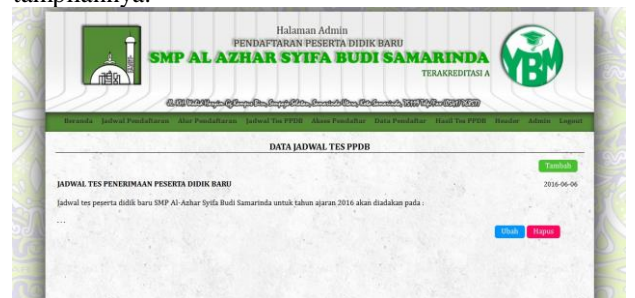 tampilannya.
Halaman Admin
PENDAFTARAN PESERTA DIDIK BARU
SMP AL AZHAR SYIFA BUDI SAMARINDA
TERAKREDITASI A
YBM
Beranda Jadwal Pendaftaran Alur Pendaftaran Jadwal Tes PPDB Akses Pendaftar Data Pendaftar Hasil Tes PPDB Header Admin Logout
DATA JADWAL TES PPDB
Tambah
JADWAL TES PENERIMAAN PESERTA DIDIK BARU 2016-06-06
Jadwal tes peserta didik baru SMP Al-Azhar Syifa Budi Samarinda untuk tahun ajaran 2016 akan diadakan pada :
. . .
Ubah Hapus